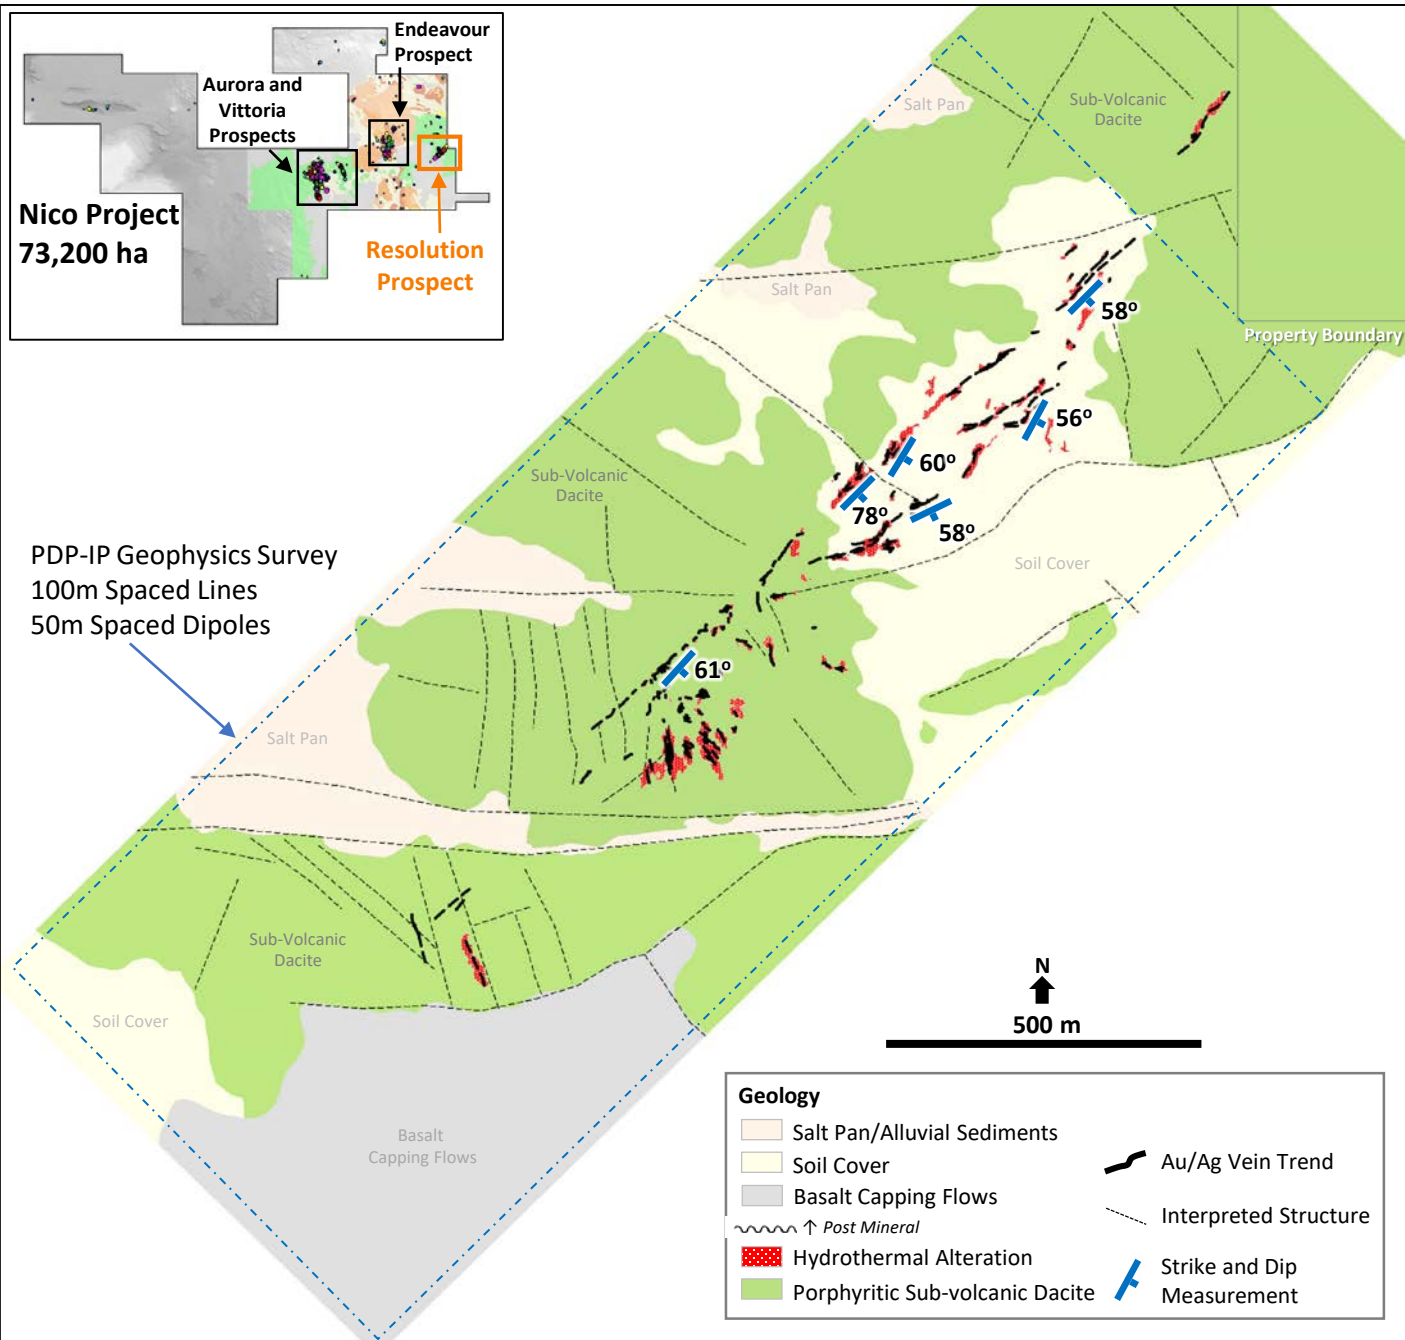 Endeavour
Prospect
Aurora and
Vittoria
Prospects
Nico Project
73,200 ha
Resolution
Prospect
Salt Pan
Sub-Volcanic
Dacite
Salt Pan
58º
Property Boundary
56º
60º
Sub-Volcanic
Dacite
78º
58º
PDP-IP Geophysics Survey
100m Spaced Lines
50m Spaced Dipoles
Soil Cover
61º
Salt Pan
Sub-Volcanic
Dacite
N
500 m
Soil Cover
Basalt
Capping Flows
Geology
Salt Pan/Alluvial Sediments
Soil Cover
Basalt Capping Flows
↑ Post Mineral
Hydrothermal Alteration
Porphyritic Sub-volcanic Dacite
Au/Ag Vein Trend
Interpreted Structure
Strike and Dip
Measurement